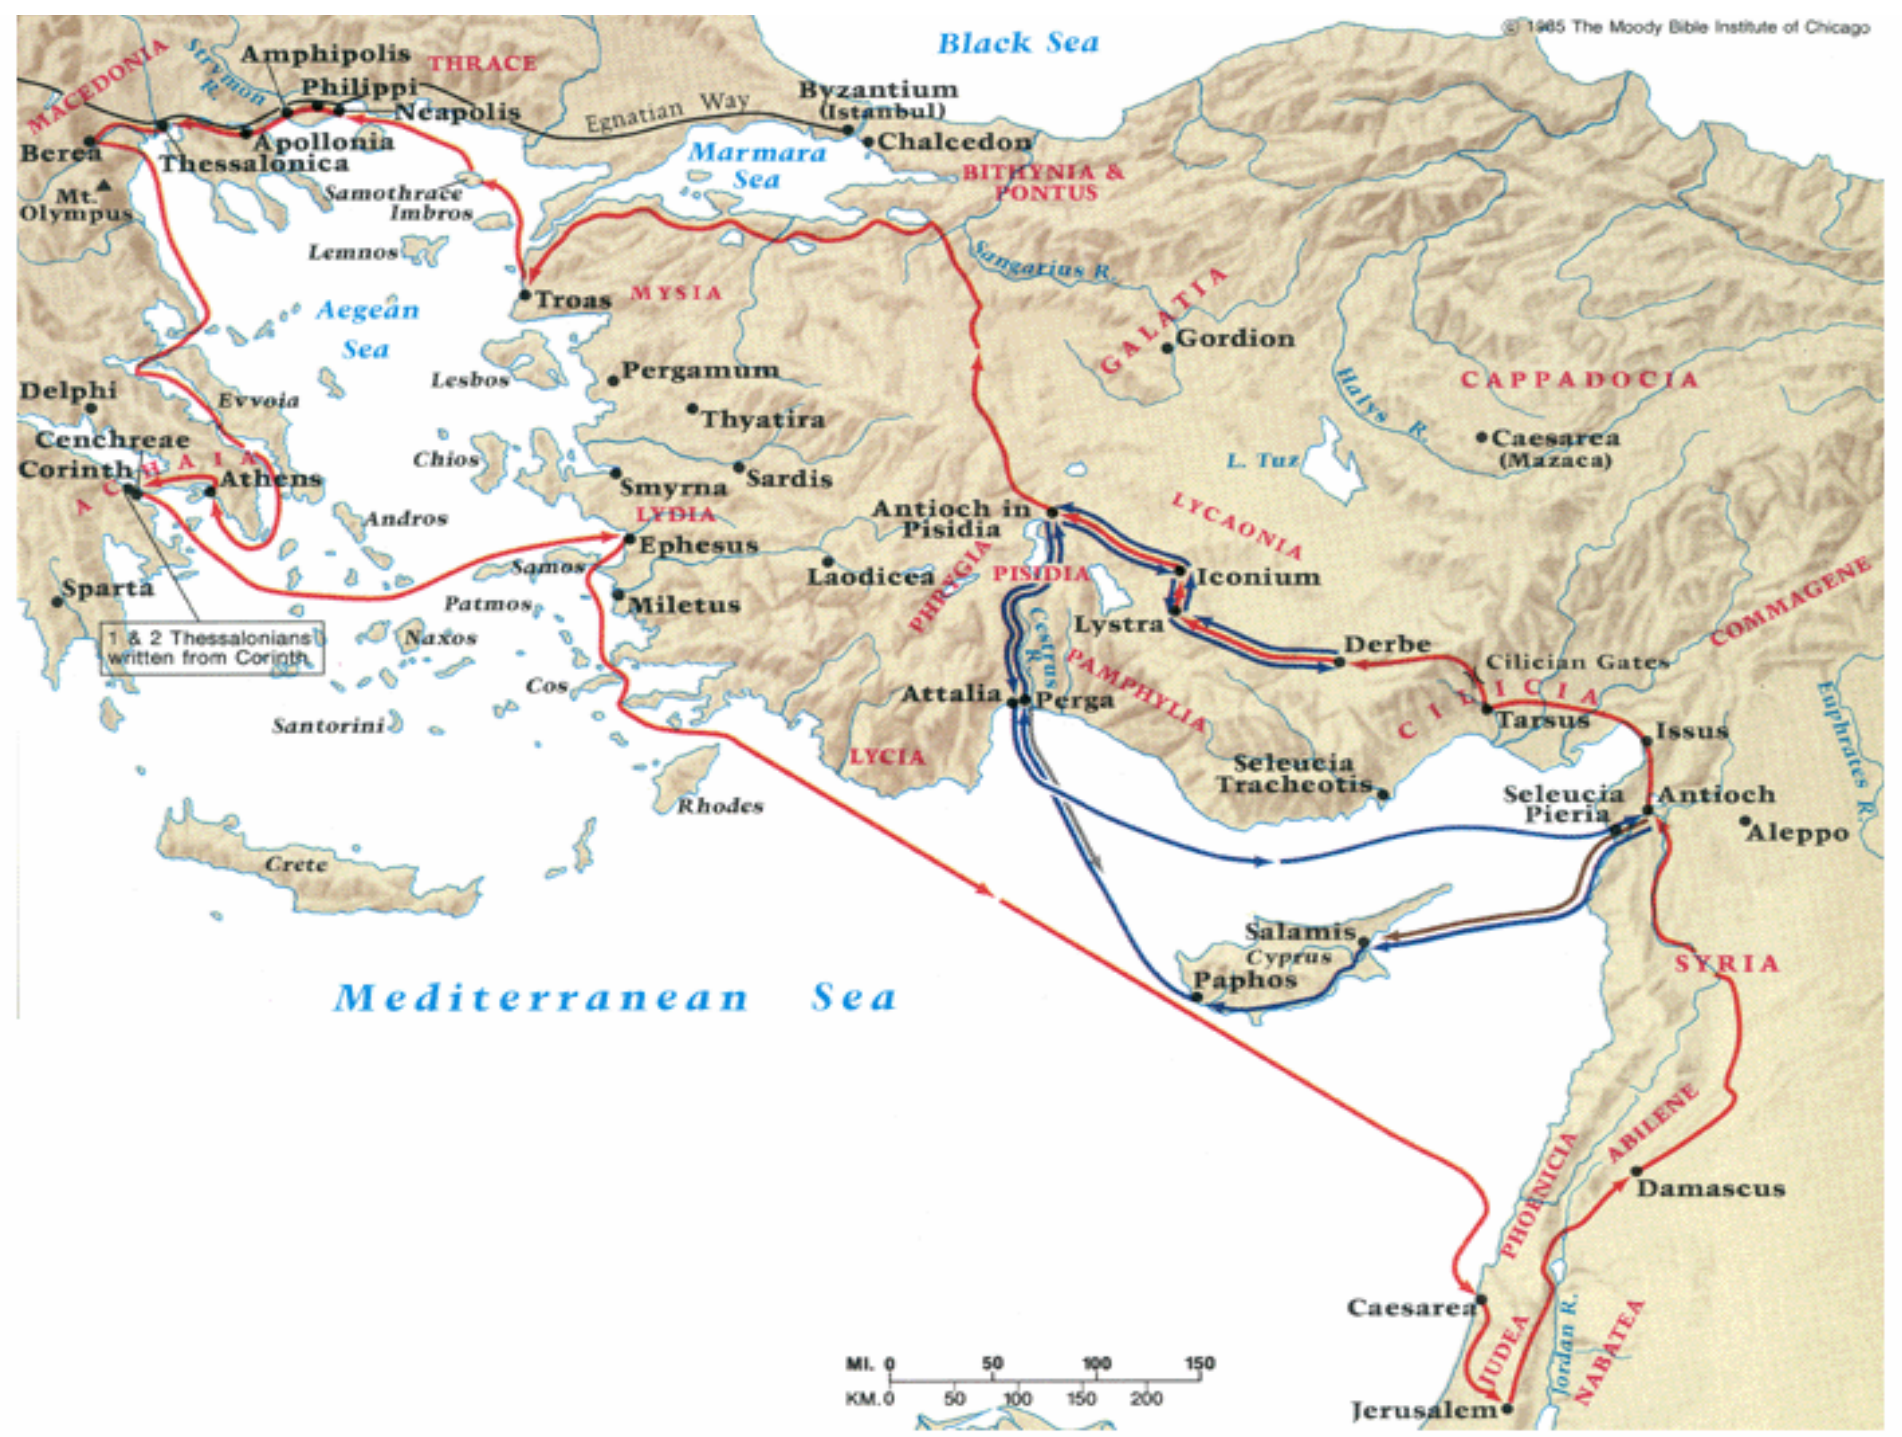 © 1985 The Moody Bible Institute of Chicago
Black Sea
MACEDONIA
Strymon
R.
Amphipolis
THRACE
Philippi
Neapolis
Egnatian Way
Byzantium
(Istanbul)
Chalcedon
Berea
Apollonia
Thessalonica
Marmara
Sea
BITHYNIA &
PONTUS
Mt.
Olympus
Samothrace
Imbros
Lemnos
Sangarius R.
Aegean
Sea
Troas
MYSIA
GALATIA
Gordion
Lesbos
Pergamum
Halys R.
CAPPADOCIA
Delphi
Evvoia
Thyatira
Cenchreae
Corinth
ACHAIA
Athens
Chios
Smyrna
Sardis
L. Tuz
Caesarea
(Mazaca)
LYDIA
Andros
Antioch in
Pisidia
LYCAONIA
Ephesus
Samos
Laodicea
PHRYGIA
PISIDIA
Iconium
COMMAGENE
Sparta
Patmos
Miletus
Naxos
Cestrus
R.
Lystra
Derbe
1 & 2 Thessalonians
written from Corinth
Cos
Attalia
Perga
PAMPHYLIA
Cilician Gates
CILICIA
Tarsus
Issus
Euphrates R.
Santorini
LYCIA
Seleucia
Tracheotis
Rhodes
Seleucia
Pieria
Antioch
Aleppo
Crete
Salamis
Cyprus
Paphos
SYRIA
Mediterranean Sea
ABILENE
PHOENICIA
Damascus
Caesarea
JUDEA
Jordan R.
NABATEA
Jerusalem
MI. 0 50 100 150
KM. 0 50 100 150 200